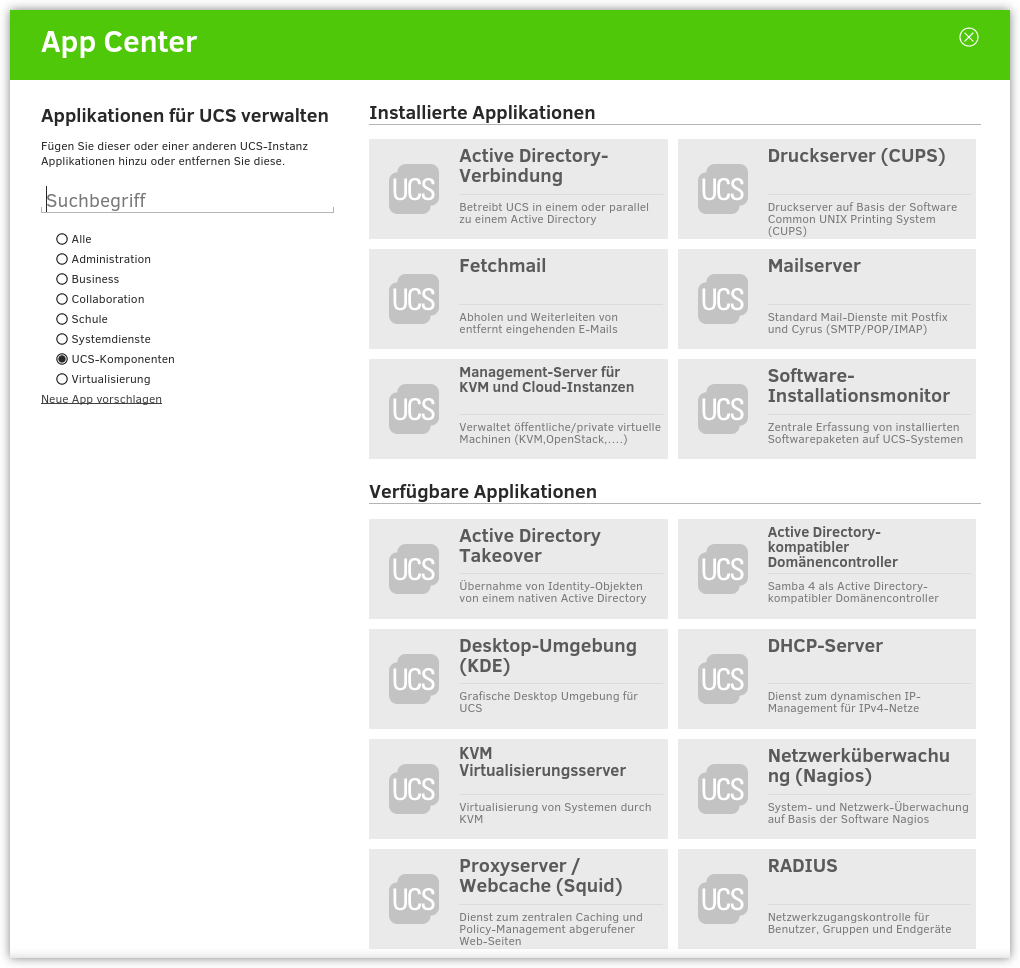 App Center
Applikationen für UCS verwalten
Fügen Sie dieser oder einer anderen UCS-Instanz
Applikationen hinzu oder entfernen Sie diese.
Suchbegriff
Alle
Administration
Business
Collaboration
Schule
Systemdienste
UCS-Komponenten
Virtualisierung
Neue App vorschlagen
Installierte Applikationen
UCS
Active Directory-
Verbindung
Betreibt UCS in einem oder parallel
zu einem Active Directory
UCS
Druckserver (CUPS)
Druckserver auf Basis der Software
Common UNIX Printing System
(CUPS)
UCS
Fetchmail
Abholen und Weiterleiten von
entfernt eingehenden E-Mails
UCS
Mailserver
Standard Mail-Dienste mit Postfix
und Cyrus (SMTP/POP/IMAP)
UCS
Management-Server für
KVM und Cloud-Instanzen
Verwaltet öffentliche/private virtuelle
Machinen (KVM,OpenStack,....)
UCS
Software-
Installationsmonitor
Zentrale Erfassung von installierten
Softwarepaketen auf UCS-Systemen
Verfügbare Applikationen
UCS
Active Directory
Takeover
Übernahme von Identity-Objekten
von einem nativen Active Directory
UCS
Active Directory-
kompatibler
Domänencontroller
Samba 4 als Active Directory-
kompatibler Domänencontroller
UCS
Desktop-Umgebung
(KDE)
Grafische Desktop Umgebung für
UCS
UCS
DHCP-Server
Dienst zum dynamischen IP-
Management für IPv4-Netze
UCS
KVM
Virtualisierungsserver
Virtualisierung von Systemen durch
KVM
UCS
Netzwerküberwachu
ng (Nagios)
System- und Netzwerk-Überwachung
auf Basis der Software Nagios
UCS
Proxyserver /
Webcache (Squid)
Dienst zum zentralen Caching und
Policy-Management abgerufener
Web-Seiten
UCS
RADIUS
Netzwerkzugangskontrolle für
Benutzer, Gruppen und Endgeräte